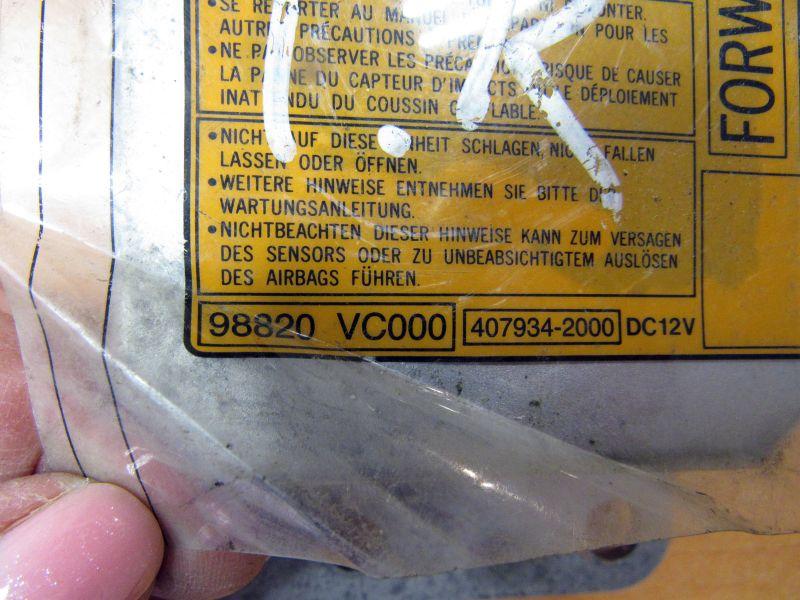 •SE REPORTER AU MANUEL MONTER.
AUTRES PRÉCAUTIONS POUR LES
•NE PAS OBSERVER LES PRÉCAUTIONS RISQUE DE CAUSER
LA PANNE DU CAPTEUR D'IMPACTS LE DÉPLOIEMENT
INATTENDU DU COUSSIN GONFLABLE.
•NICHT AUF DIESE EINHEIT SCHLAGEN, NICHT FALLEN
LASSEN ODER ÖFFNEN.
•WEITERE HINWEISE ENTNEHMEN SIE BITTE DER
WARTUNGSANLEITUNG.
•NICHTBEACHTEN DIESER HINWEISE KANN ZUM VERSAGEN
DES SENSORS ODER ZU UNBEABSICHTIGTEM AUSLÖSEN
DES AIRBAGS FÜHREN.
98820 VC000 407934-2000 DC12V
FORW